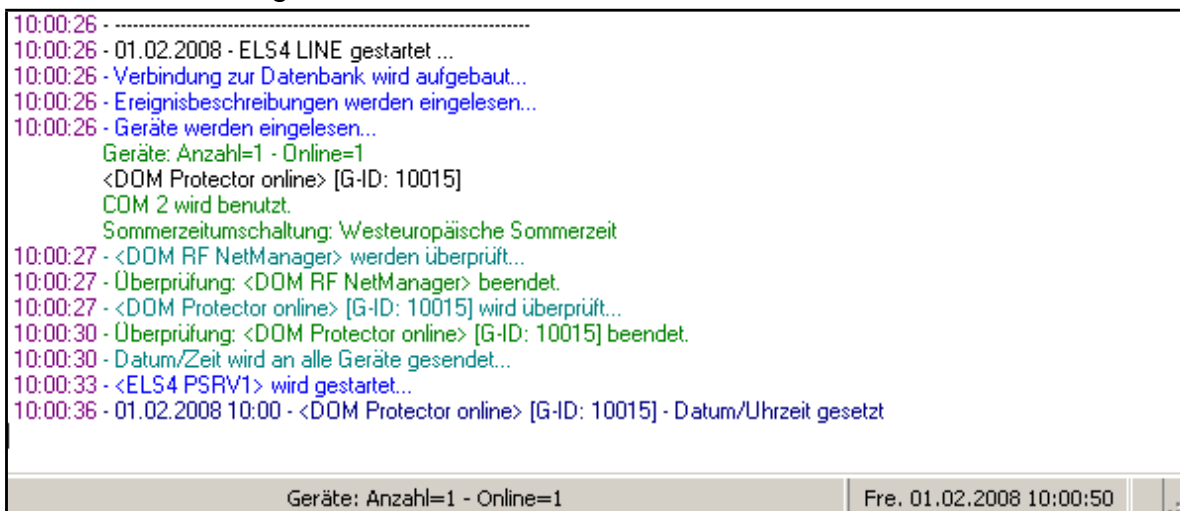 10:00:26 - ----------------------------------------------------------------------
10:00:26 - 01.02.2008 - ELS4 LINE gestartet ...
10:00:26 - Verbindung zur Datenbank wird aufgebaut...
10:00:26 - Ereignisbeschreibungen werden eingelesen...
10:00:26 - Geräte werden eingelesen...
Geräte: Anzahl=1 - Online=1
<DOM Protector online> [G-ID: 10015]
COM 2 wird benutzt.
Sommerzeitumschaltung: Westeuropäische Sommerzeit
10:00:27 - <DOM RF NetManager> werden überprüft...
10:00:27 - Überprüfung: <DOM RF NetManager> beendet.
10:00:27 - <DOM Protector online> [G-ID: 10015] wird überprüft...
10:00:30 - Überprüfung: <DOM Protector online> [G-ID: 10015] beendet.
10:00:30 - Datum/Zeit wird an alle Geräte gesendet...
10:00:33 - <ELS4 PSRV1> wird gestartet...
10:00:36 - 01.02.2008 10:00 - <DOM Protector online> [G-ID: 10015] - Datum/Uhrzeit gesetzt
Geräte: Anzahl=1 - Online=1
Fre. 01.02.2008 10:00:50